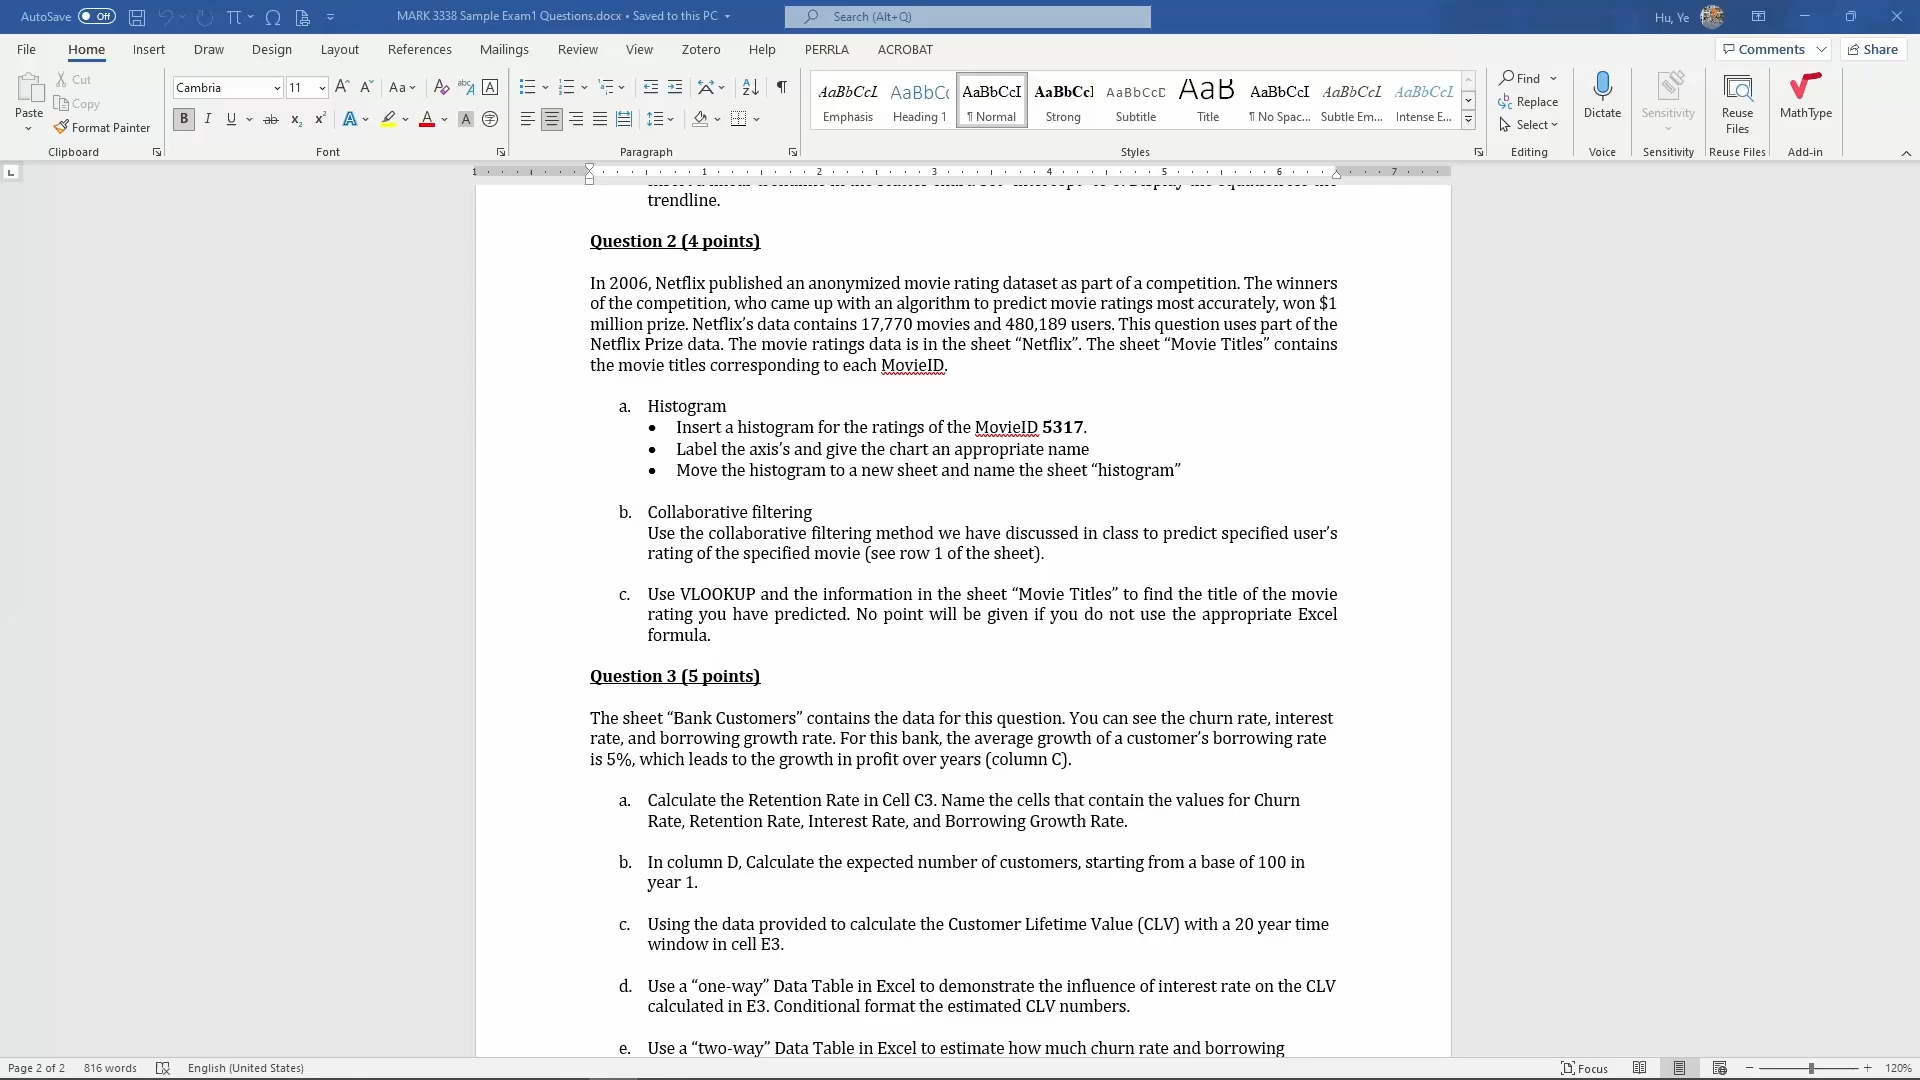 AutoSave Off MARK 3338 Sample Exam1 Questions.docx • Saved to this PC Search (Alt+Q) Hu, Ye
File Home Insert Draw Design Layout References Mailings Review View Zotero Help PERRLA ACROBAT Comments Share
Paste
Cut
Copy
Format Painter
Clipboard
Cambria 11
Font
Paragraph
AaBbCcI AaBbCc AaBbCcI AaBbCcI AaBbCcD AaB AaBbCcI AaBbCcI AaBbCcI
Emphasis Heading 1 ¶ Normal Strong Subtitle Title ¶ No Spac... Subtle Em... Intense E...
Styles
Find
Replace
Select
Editing
Dictate
Voice
Sensitivity
Sensitivity
Reuse Files
Reuse Files
MathType
Add-in
1 1 2 3 4 5 6 7
trendline.
Question 2 (4 points)
In 2006, Netflix published an anonymized movie rating dataset as part of a competition. The winners
of the competition, who came up with an algorithm to predict movie ratings most accurately, won $1
million prize. Netflix’s data contains 17,770 movies and 480,189 users. This question uses part of the
Netflix Prize data. The movie ratings data is in the sheet “Netflix”. The sheet “Movie Titles” contains
the movie titles corresponding to each MovieID.
a. Histogram
• Insert a histogram for the ratings of the MovieID 5317.
• Label the axis’s and give the chart an appropriate name
• Move the histogram to a new sheet and name the sheet “histogram”
b. Collaborative filtering
Use the collaborative filtering method we have discussed in class to predict specified user’s
rating of the specified movie (see row 1 of the sheet).
c. Use VLOOKUP and the information in the sheet “Movie Titles” to find the title of the movie
rating you have predicted. No point will be given if you do not use the appropriate Excel
formula.
Question 3 (5 points)
The sheet “Bank Customers” contains the data for this question. You can see the churn rate, interest
rate, and borrowing growth rate. For this bank, the average growth of a customer’s borrowing rate
is 5%, which leads to the growth in profit over years (column C).
a. Calculate the Retention Rate in Cell C3. Name the cells that contain the values for Churn
Rate, Retention Rate, Interest Rate, and Borrowing Growth Rate.
b. In column D, Calculate the expected number of customers, starting from a base of 100 in
year 1.
c. Using the data provided to calculate the Customer Lifetime Value (CLV) with a 20 year time
window in cell E3.
d. Use a “one-way” Data Table in Excel to demonstrate the influence of interest rate on the CLV
calculated in E3. Conditional format the estimated CLV numbers.
e. Use a “two-way” Data Table in Excel to estimate how much churn rate and borrowing
Page 2 of 2 816 words English (United States) Focus 120%